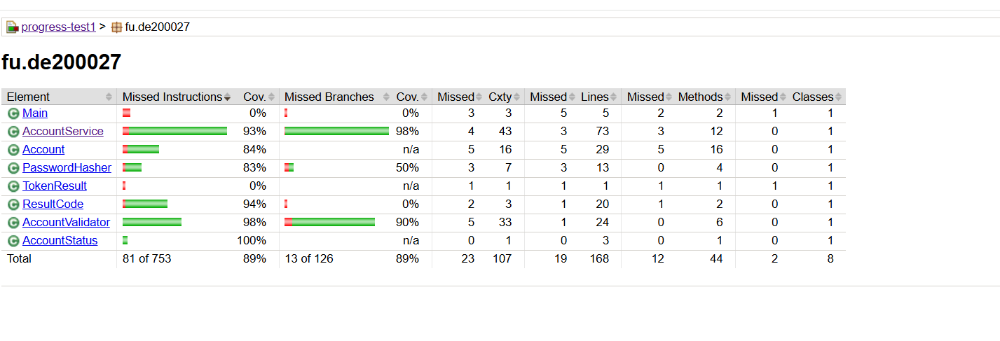 progress-test1 > fu.de200027
fu.de200027
Element Missed Instructions Cov. Missed Branches Cov. Missed Cxty Missed Lines Missed Methods Missed Classes
Main 0% 0% 3 3 5 5 2 2 1 1
AccountService 93% 98% 4 43 3 73 3 12 0 1
Account 84% n/a 5 16 5 29 5 16 0 1
PasswordHasher 83% 50% 3 7 3 13 0 4 0 1
TokenResult 0% n/a 1 1 1 1 1 1 1 1
ResultCode 94% 0% 2 3 1 20 1 2 0 1
AccountValidator 98% 90% 5 33 1 24 0 6 0 1
AccountStatus 100% n/a 0 1 0 3 0 1 0 1
Total 81 of 753 89% 13 of 126 89% 23 107 19 168 12 44 2 8